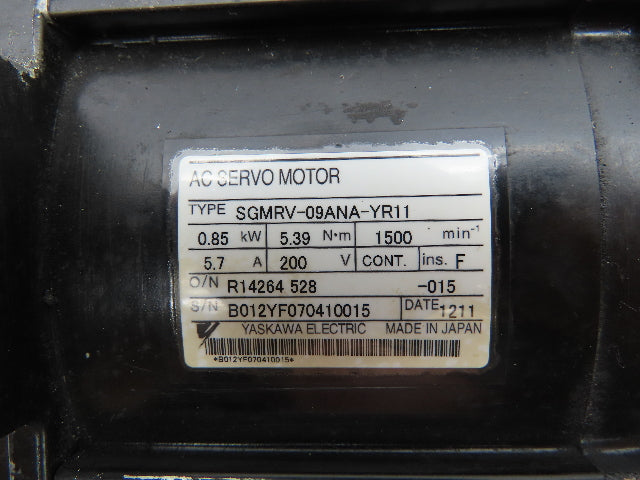 AC SERVO MOTOR
TYPE SGMRV-09ANA-YR11
0.85 kW 5.39 N·m 1500 min⁻¹
5.7 A 200 V CONT. ins. F
O/N R14264 528 -015
S/N B012YF070410015 DATE 1211
YASKAWA ELECTRIC MADE IN JAPAN
*B012YF070410015*